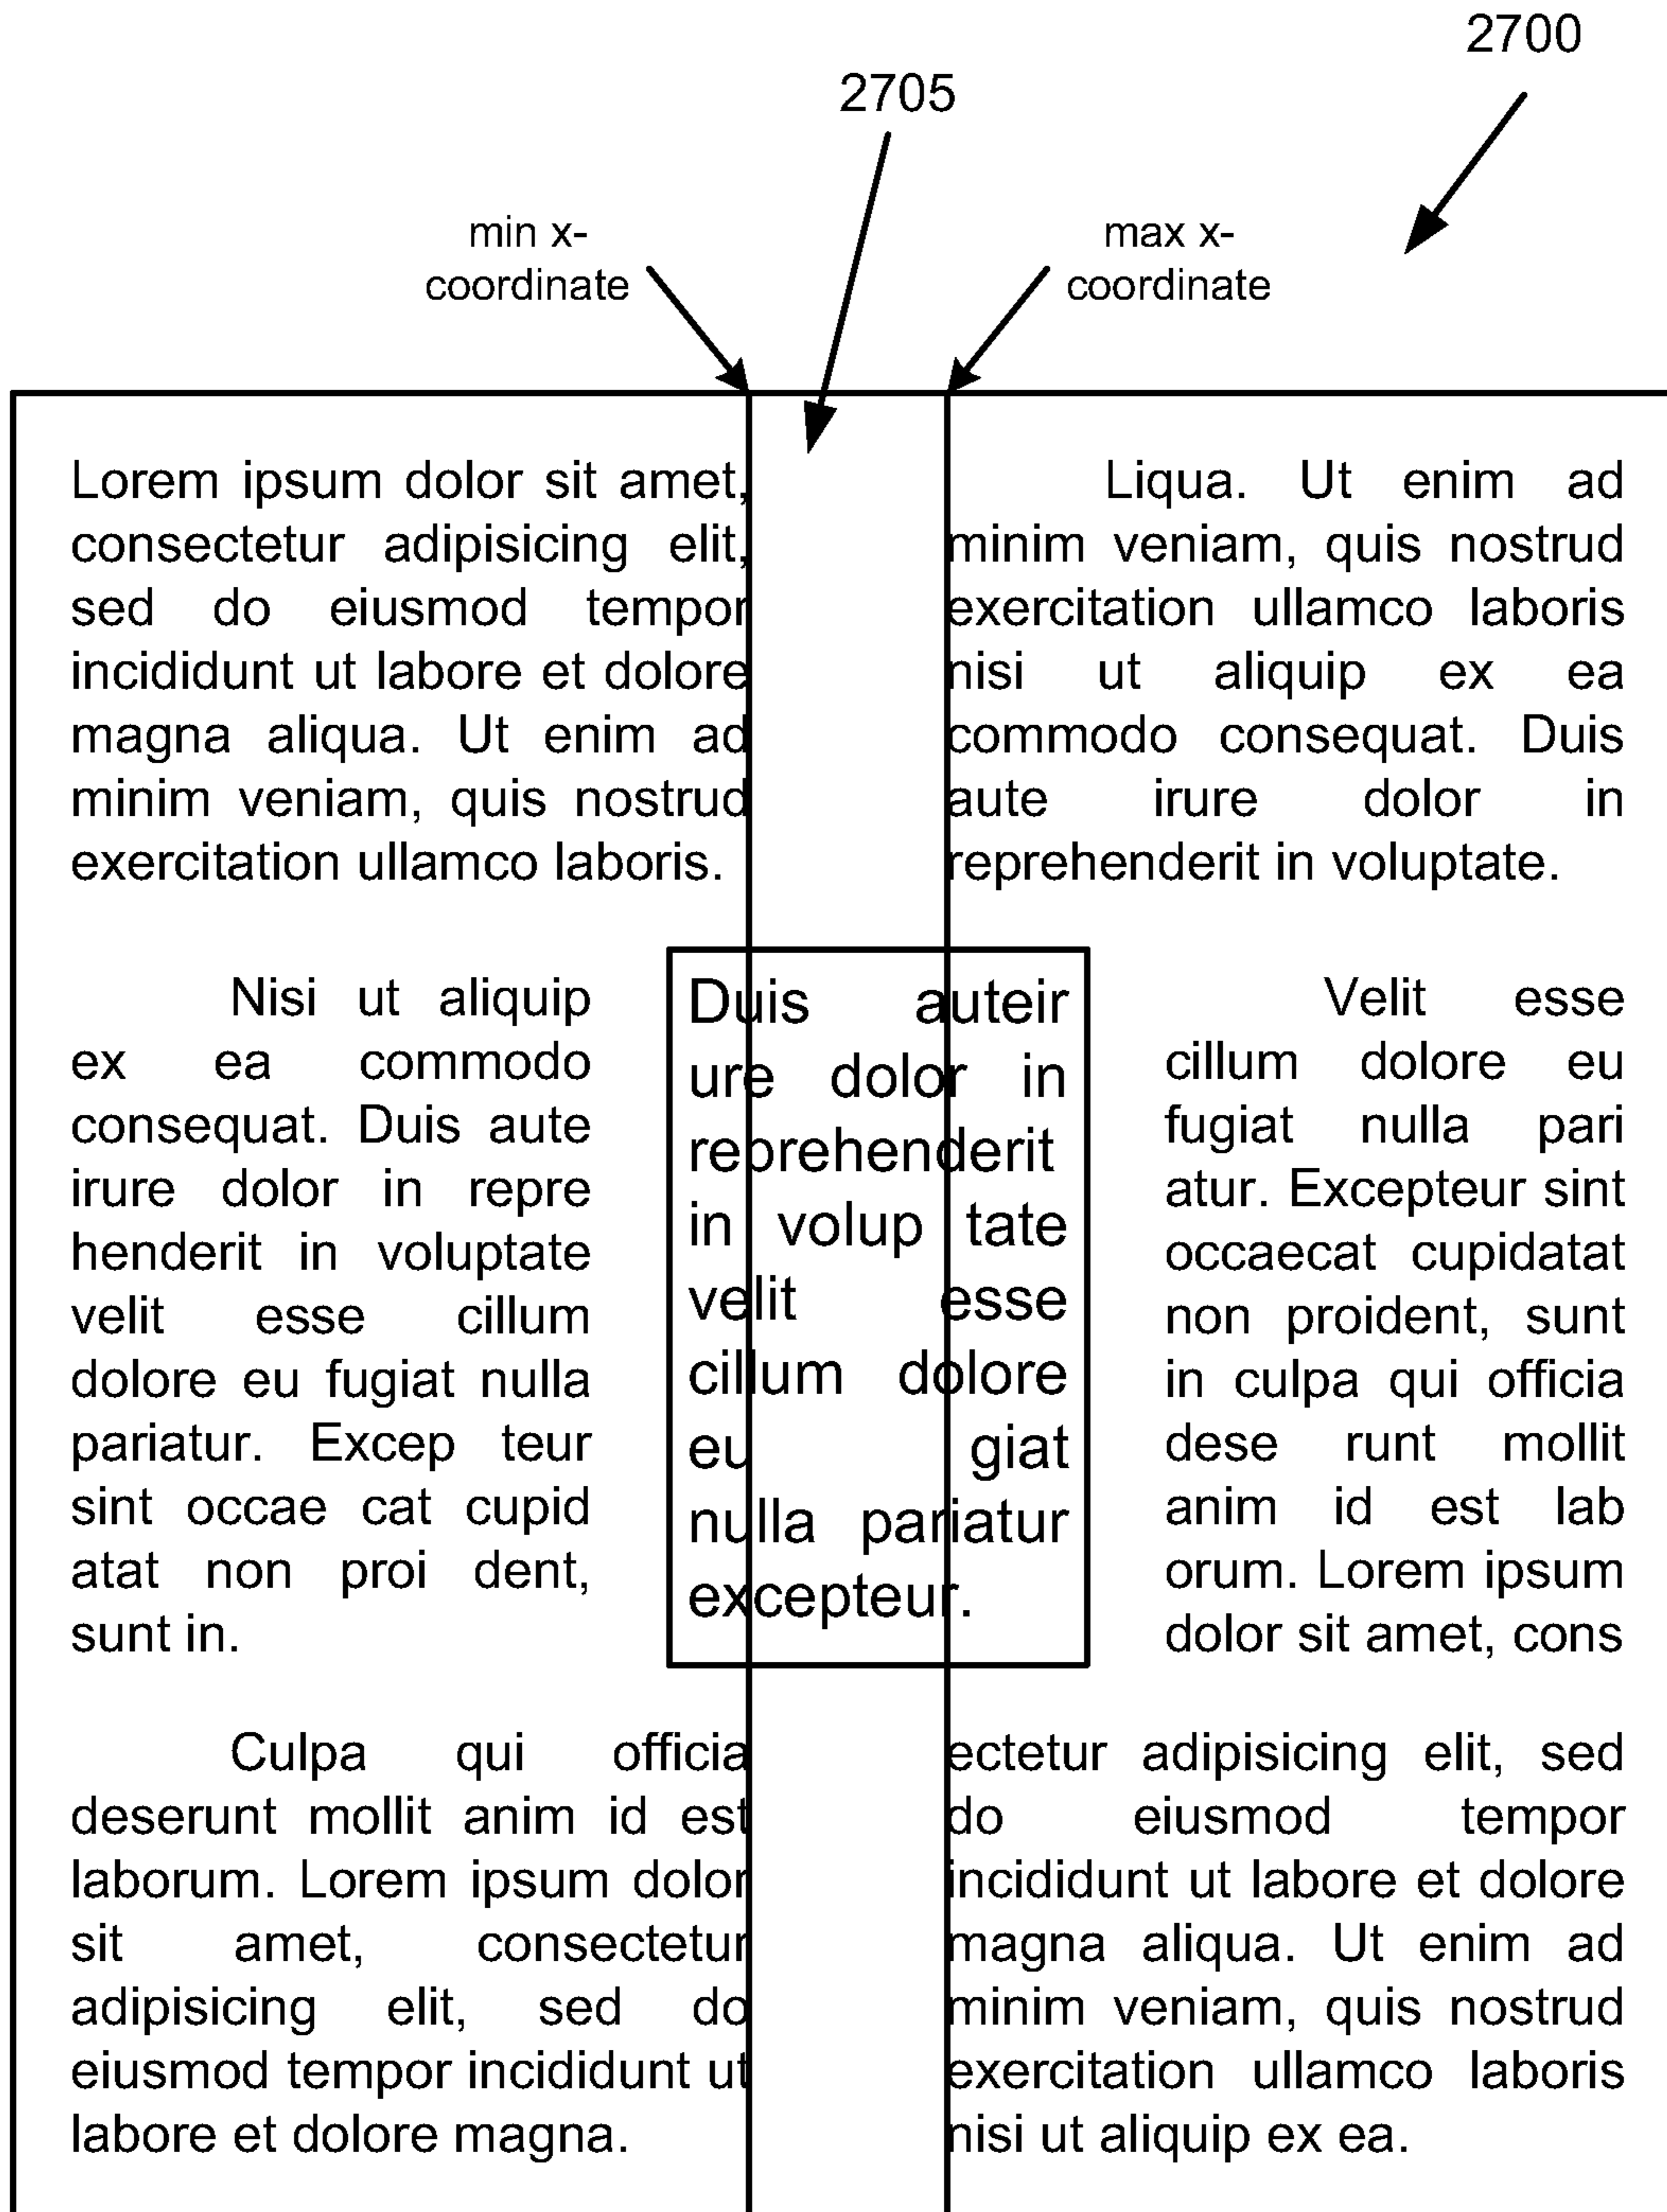 2700
2705
min x-
coordinate
max x-
coordinate
Lorem ipsum dolor sit amet,
consectetur adipisicing elit,
sed do eiusmod tempor
incididunt ut labore et dolore
magna aliqua. Ut enim ad
minim veniam, quis nostrud
exercitation ullamco laboris.
Nisi ut aliquip
ex ea commodo
consequat. Duis aute
irure dolor in repre
henderit in voluptate
velit esse cillum
dolore eu fugiat nulla
pariatur. Excep teur
sint occae cat cupid
atat non proi dent,
sunt in.
Culpa qui officia
deserunt mollit anim id est
laborum. Lorem ipsum dolor
sit amet, consectetur
adipisicing elit, sed do
eiusmod tempor incididunt ut
labore et dolore magna.
Duis auteir
ure dolor in
reprehenderit
in volup tate
velit esse
cillum dolore
eu giat
nulla pariatur
excepteur.
Liqua. Ut enim ad
minim veniam, quis nostrud
exercitation ullamco laboris
nisi ut aliquip ex ea
commodo consequat. Duis
aute irure dolor in
reprehenderit in voluptate.
Velit esse
cillum dolore eu
fugiat nulla pari
atur. Excepteur sint
occaecat cupidatat
non proident, sunt
in culpa qui officia
dese runt mollit
anim id est lab
orum. Lorem ipsum
dolor sit amet, cons
ectetur adipisicing elit, sed
do eiusmod tempor
incididunt ut labore et dolore
magna aliqua. Ut enim ad
minim veniam, quis nostrud
exercitation ullamco laboris
nisi ut aliquip ex ea.